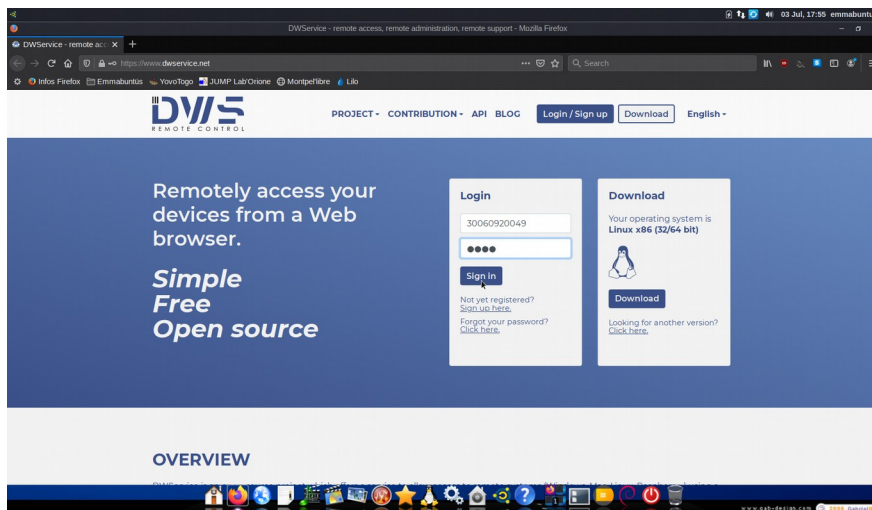 03 Jul, 17:55 emmabuntu
DWService - remote access, remote administration, remote support - Mozilla Firefox
DWService - remote acc
https://www.dwservice.net
Search
Infos Firefox Emmabuntüs YovoTogo JUMP Lab'Orione Montpel'libre Lilo
DWS
REMOTE CONTROL
PROJECT CONTRIBUTION API BLOG Login / Sign up Download English
Remotely access your
devices from a Web
browser.
Simple
Free
Open source
Login
30060920049
Sign in
Not yet registered?
Sign up here.
Forgot your password?
Click here.
Download
Your operating system is
Linux x86 (32/64 bit)
Download
Looking for another version?
Click here.
OVERVIEW